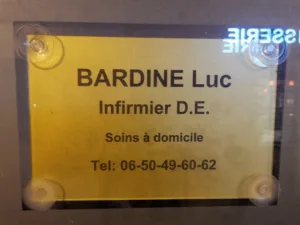 BARDINE Luc
Infirmier D.E.
Soins à domicile
Tel: 06-50-49-60-62